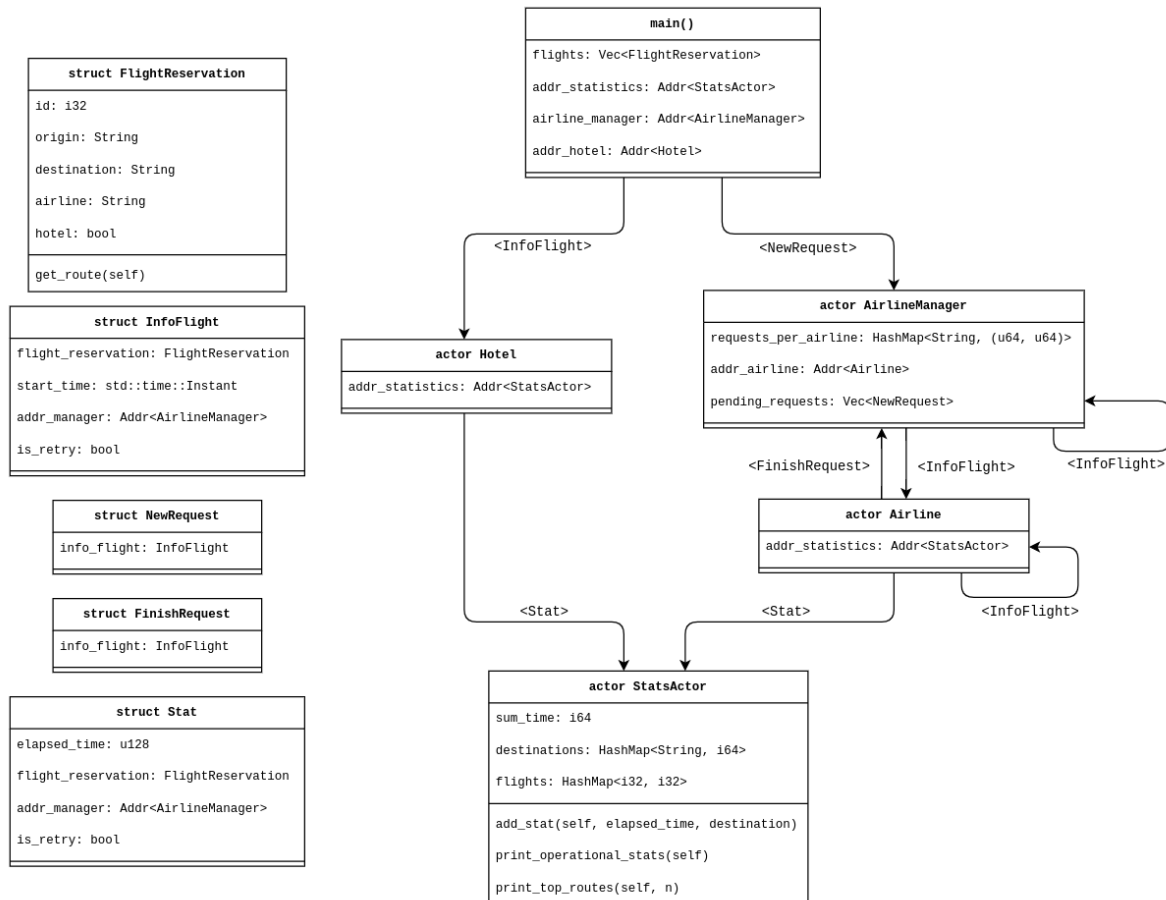 struct FlightReservation
id: i32
origin: String
destination: String
airline: String
hotel: bool
get_route(self)
struct InfoFlight
flight_reservation: FlightReservation
start_time: std::time::Instant
addr_manager: Addr<AirlineManager>
is_retry: bool
struct NewRequest
info_flight: InfoFlight
struct FinishRequest
info_flight: InfoFlight
struct Stat
elapsed_time: u128
flight_reservation: FlightReservation
addr_manager: Addr<AirlineManager>
is_retry: bool
main()
flights: Vec<FlightReservation>
addr_statistics: Addr<StatsActor>
airline_manager: Addr<AirlineManager>
addr_hotel: Addr<Hotel>
<InfoFlight>
<NewRequest>
actor Hotel
addr_statistics: Addr<StatsActor>
actor AirlineManager
requests_per_airline: HashMap<String, (u64, u64)>
addr_airline: Addr<Airline>
pending_requests: Vec<NewRequest>
<FinishRequest>
<InfoFlight>
<InfoFlight>
actor Airline
addr_statistics: Addr<StatsActor>
<InfoFlight>
<Stat>
<Stat>
actor StatsActor
sum_time: i64
destinations: HashMap<String, i64>
flights: HashMap<i32, i32>
add_stat(self, elapsed_time, destination)
print_operational_stats(self)
print_top_routes(self, n)